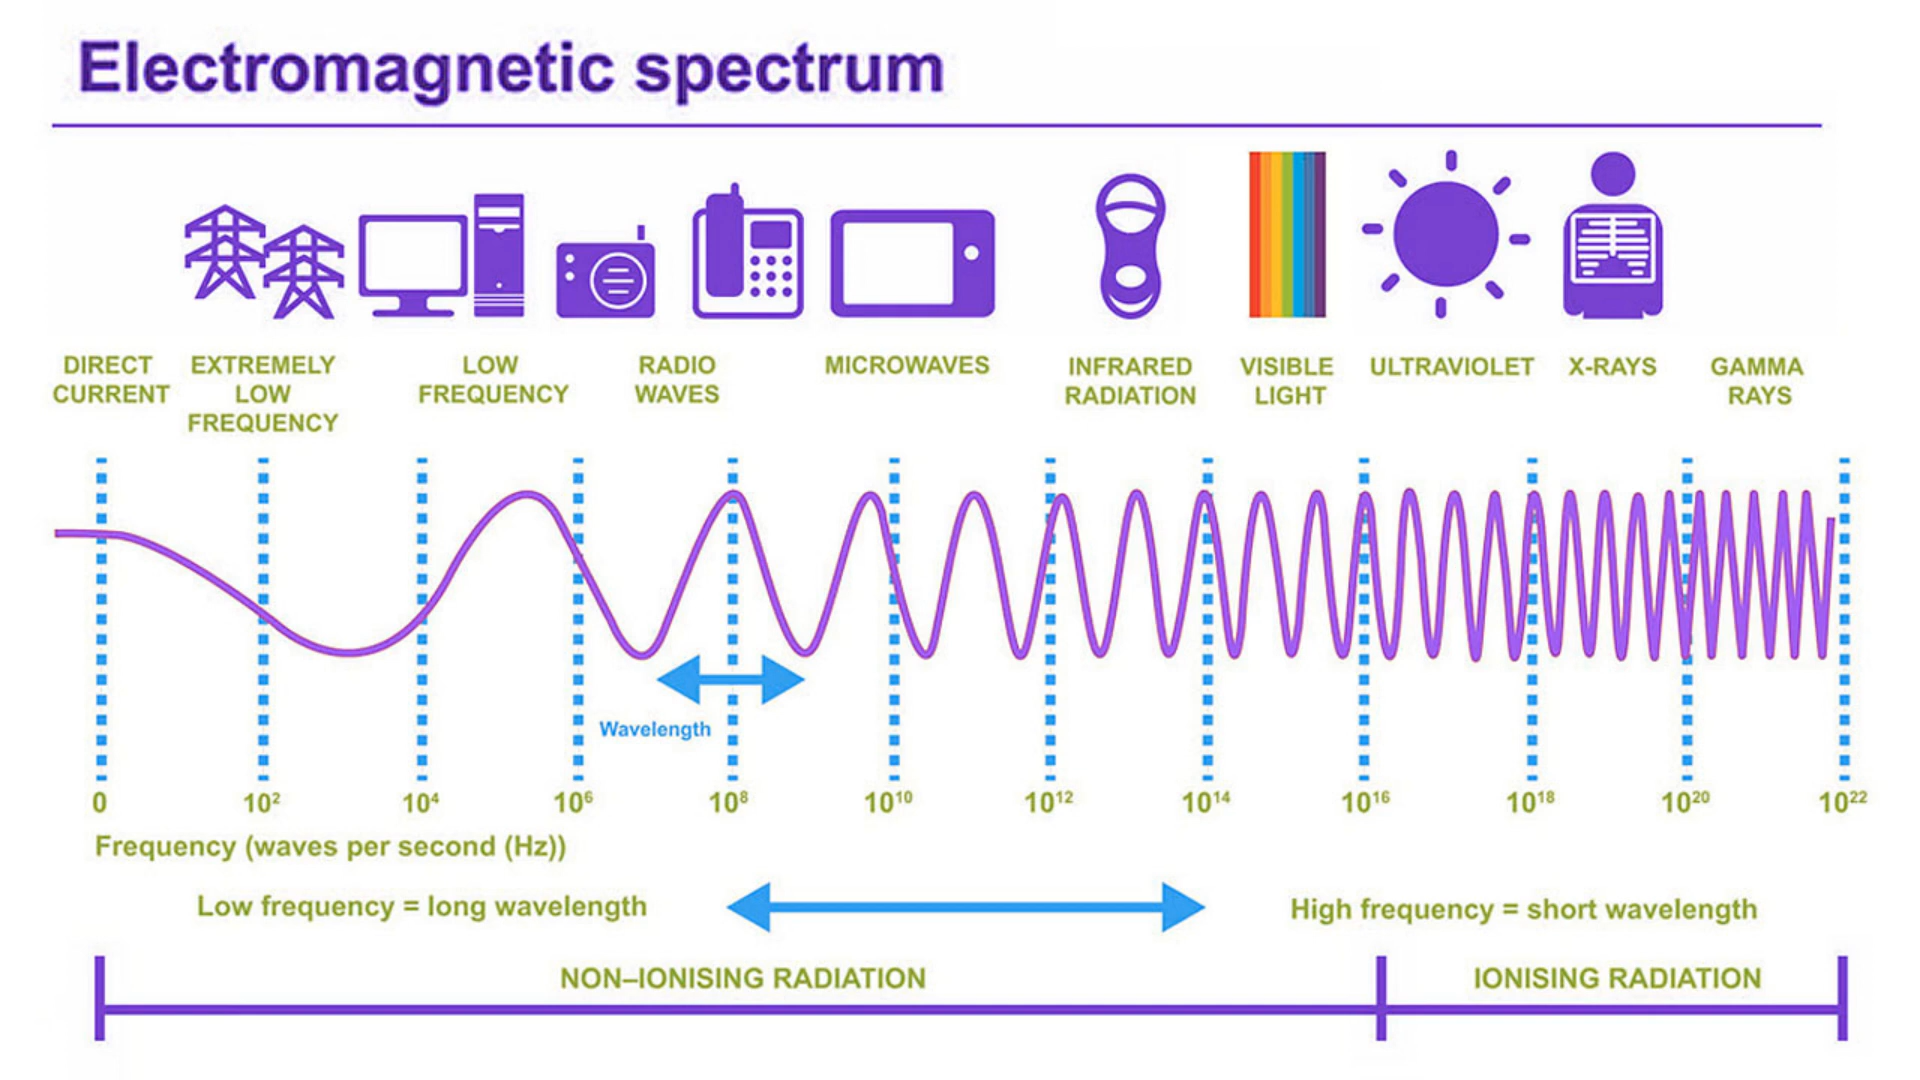 Electromagnetic spectrum
DIRECT
CURRENT
EXTREMELY
LOW
FREQUENCY
LOW
FREQUENCY
RADIO
WAVES
MICROWAVES
INFRARED
RADIATION
VISIBLE
LIGHT
ULTRAVIOLET
X-RAYS
GAMMA
RAYS
Wavelength
0 10² 10⁴ 10⁶ 10⁸ 10¹⁰ 10¹² 10¹⁴ 10¹⁶ 10¹⁸ 10²⁰ 10²²
Frequency (waves per second (Hz))
Low frequency = long wavelength
High frequency = short wavelength
NON–IONISING RADIATION
IONISING RADIATION